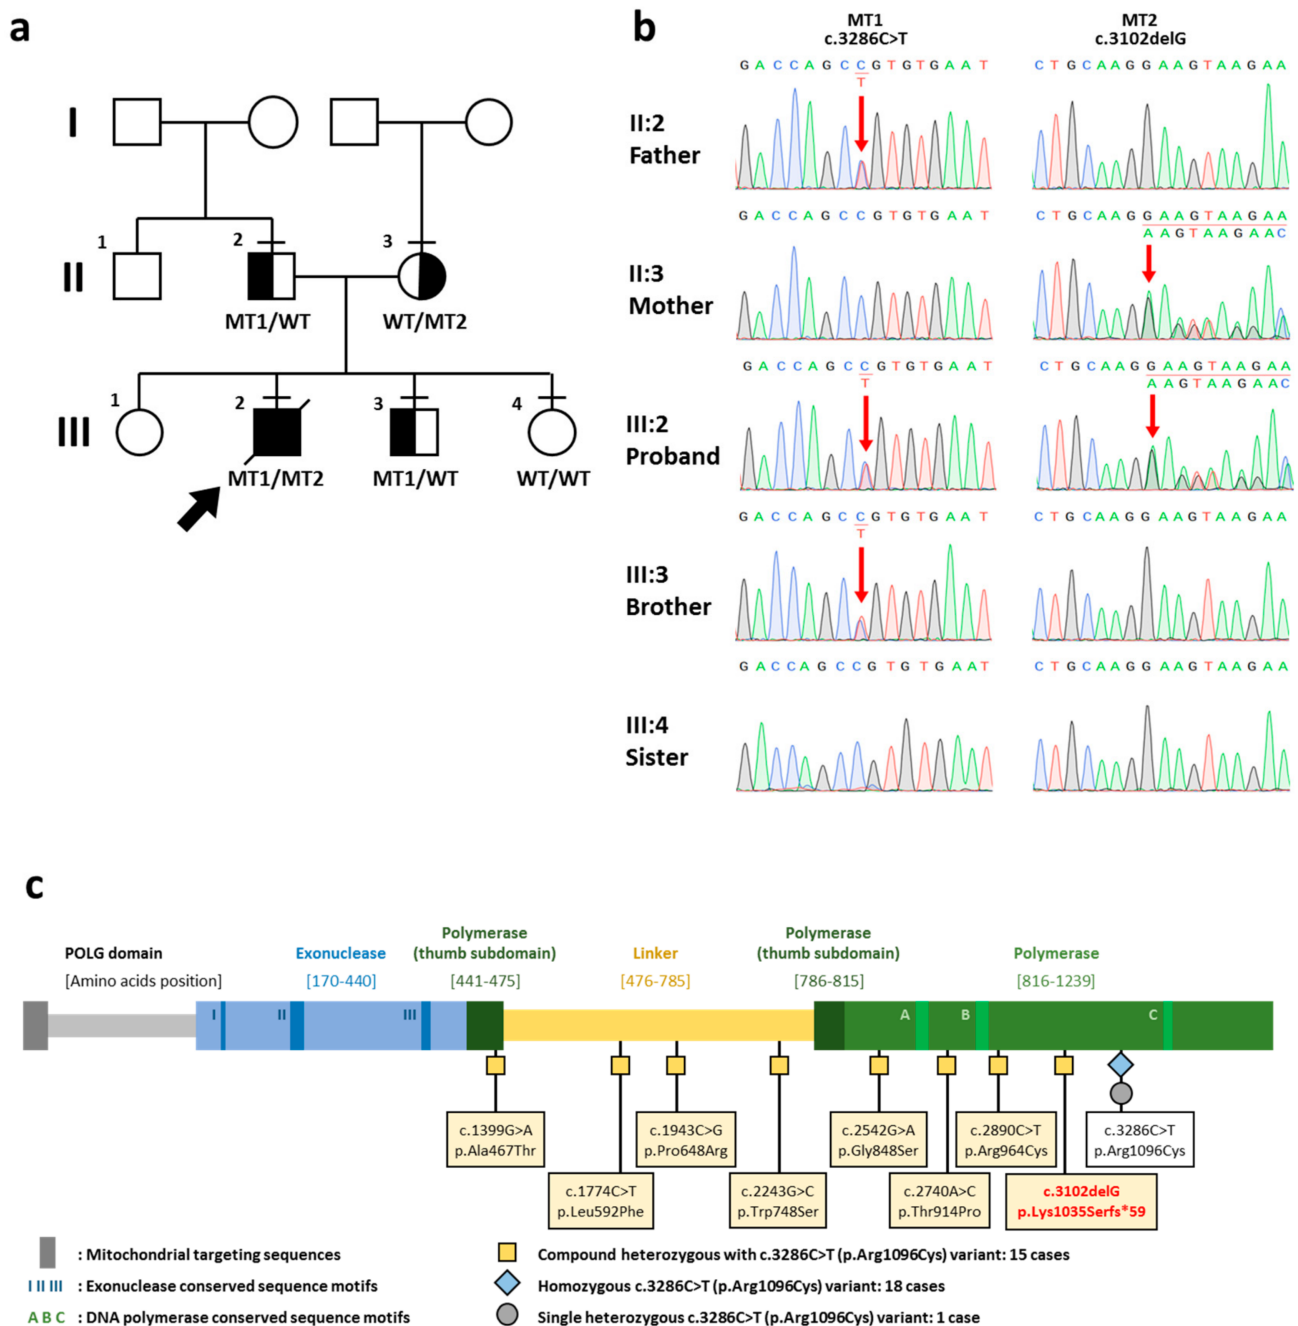 a
I
1
2
3
II
MT1/WT
WT/MT2
1
2
3
4
III
MT1/MT2
MT1/WT
WT/WT
b
MT1
c.3286C>T
MT2
c.3102delG
GACCAGCCGTGTGAAT
T
CTGCAAGGAAGTAAGAA
II:2
Father
GACCAGCCGTGTGAAT
CTGCAAGGAAGTAAGAA
AAGTAAGAAC
II:3
Mother
GACCAGCCGTGTGAAT
T
CTGCAAGGAAGTAAGAA
AAGTAAGAAC
III:2
Proband
GACCAGCCGTGTGAAT
T
CTGCAAGGAAGTAAGAA
III:3
Brother
GACCAGCCGTGTGAAT
CTGCAAGGAAGTAAGAA
III:4
Sister
c
POLG domain
[Amino acids position]
Exonuclease
[170-440]
Polymerase
(thumb subdomain)
[441-475]
Linker
[476-785]
Polymerase
(thumb subdomain)
[786-815]
Polymerase
[816-1239]
I II III A B C
c.1399G>A
p.Ala467Thr
c.1943C>G
p.Pro648Arg
c.2542G>A
p.Gly848Ser
c.2890C>T
p.Arg964Cys
c.3286C>T
p.Arg1096Cys
c.1774C>T
p.Leu592Phe
c.2243G>C
p.Trp748Ser
c.2740A>C
p.Thr914Pro
c.3102delG
p.Lys1035Serfs*59
: Mitochondrial targeting sequences
I II III : Exonuclease conserved sequence motifs
A B C : DNA polymerase conserved sequence motifs
Compound heterozygous with c.3286C>T (p.Arg1096Cys) variant: 15 cases
Homozygous c.3286C>T (p.Arg1096Cys) variant: 18 cases
Single heterozygous c.3286C>T (p.Arg1096Cys) variant: 1 case